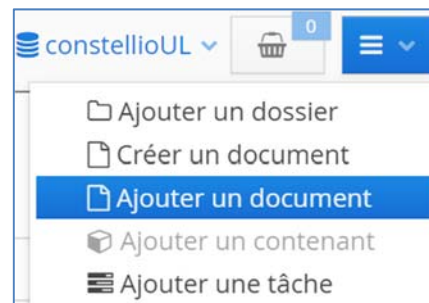 constellioUL 0
Ajouter un dossier
Créer un document
Ajouter un document
Ajouter un contenant
Ajouter une tâche